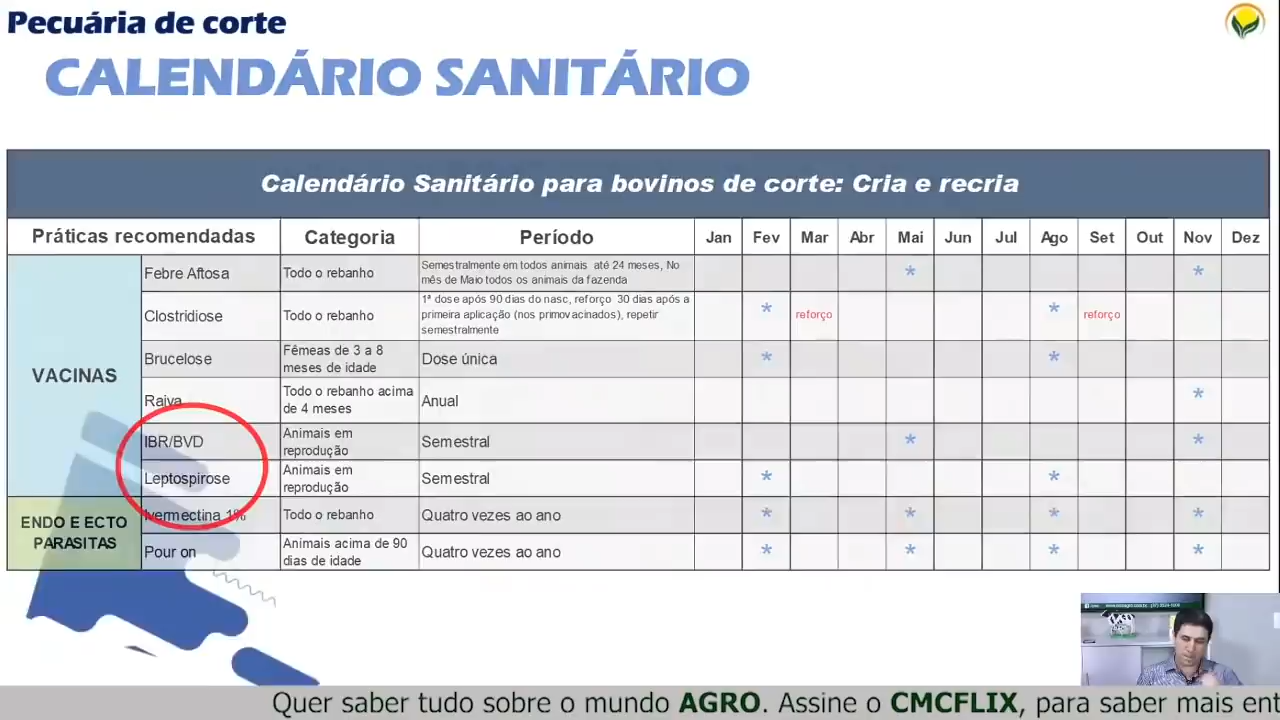 Pecuária de corte
CALENDÁRIO SANITÁRIO
Calendário Sanitário para bovinos de corte: Cria e recria
Práticas recomendadas Categoria Período Jan Fev Mar Abr Mai Jun Jul Ago Set Out Nov Dez
VACINAS
Febre Aftosa Todo o rebanho Semestralmente em todos animais até 24 meses, No
mês de Maio todos os animais da fazenda * *
Clostridiose Todo o rebanho 1ª dose após 90 dias do nasc, reforço 30 dias após a
primeira aplicação (nos primovacinados), repetir
semestralmente * reforço * reforço
Brucelose Fêmeas de 3 a 8
meses de idade Dose única * *
Raiva Todo o rebanho acima
de 4 meses Anual *
IBR/BVD Animais em
reprodução Semestral * *
Leptospirose Animais em
reprodução Semestral * *
ENDO E ECTO
PARASITAS
Ivermectina 1% Todo o rebanho Quatro vezes ao ano * * * *
Pour on Animais acima de 90
dias de idade Quatro vezes ao ano * * * *
Quer saber tudo sobre o mundo AGRO. Assine o CMCFLIX, para saber mais ent